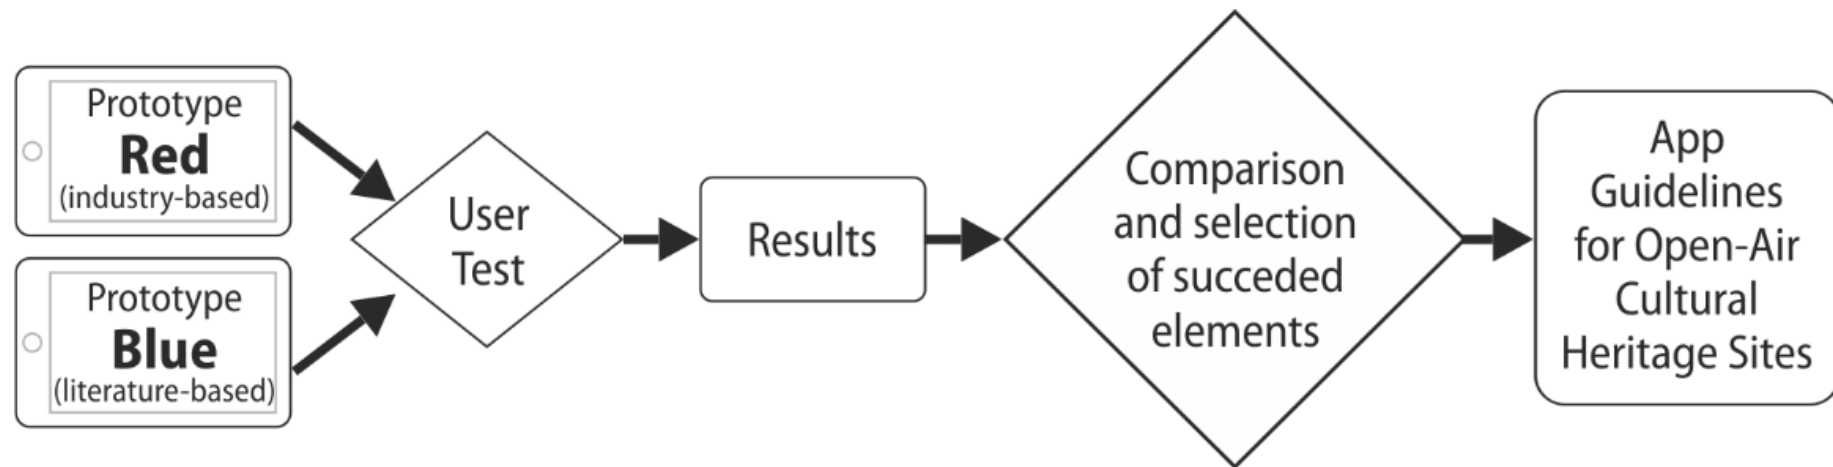 Prototype
Red
(industry-based)
Prototype
Blue
(literature-based)
User
Test
Results
Comparison
and selection
of succeded
elements
App
Guidelines
for Open-Air
Cultural
Heritage Sites